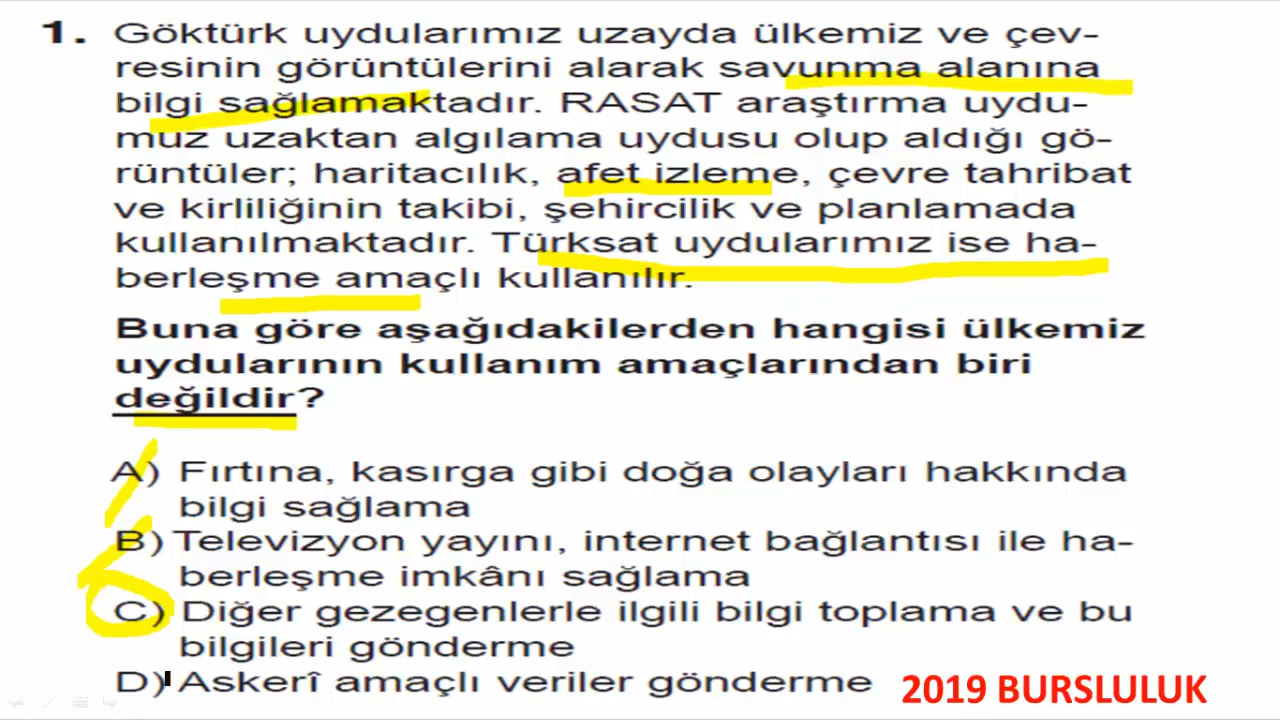 1. Göktürk uydularımız uzayda ülkemiz ve çev-
resinin görüntülerini alarak savunma alanına
bilgi sağlamaktadır. RASAT araştırma uydu-
muz uzaktan algılama uydusu olup aldığı gö-
rüntüler; haritacılık, afet izleme, çevre tahribat
ve kirliliğinin takibi, şehircilik ve planlamada
kullanılmaktadır. Türksat uydularımız ise ha-
berleşme amaçlı kullanılır.
Buna göre aşağıdakilerden hangisi ülkemiz
uydularının kullanım amaçlarından biri
değildir?
A) Fırtına, kasırga gibi doğa olayları hakkında
bilgi sağlama
B) Televizyon yayını, internet bağlantısı ile ha-
berleşme imkânı sağlama
C) Diğer gezegenlerle ilgili bilgi toplama ve bu
bilgileri gönderme
D) Askerî amaçlı veriler gönderme
2019 BURSLULUK